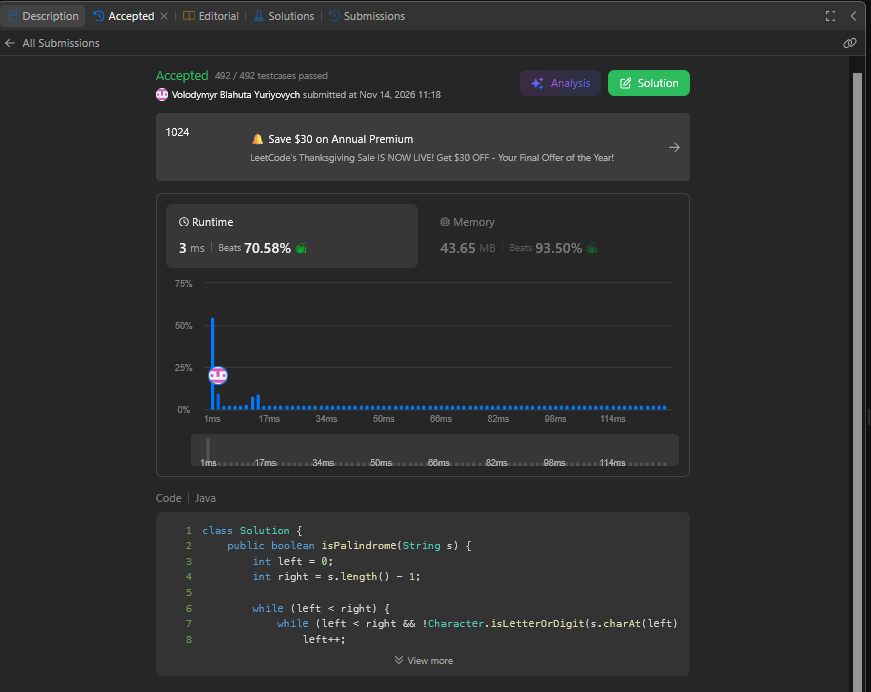 Description Accepted Editorial Solutions Submissions
All Submissions
Accepted 492 / 492 testcases passed
Volodymyr Blahuta Yuriyovych submitted at Nov 14, 2026 11:18
Analysis
Solution
1024
Save $30 on Annual Premium
LeetCode's Thanksgiving Sale IS NOW LIVE! Get $30 OFF - Your Final Offer of the Year!
Runtime
3 ms Beats 70.58%
Memory
43.65 MB Beats 93.50%
75%
50%
25%
0%
1ms 17ms 34ms 50ms 66ms 82ms 98ms 114ms
1ms 17ms 34ms 50ms 66ms 82ms 98ms 114ms
Code Java
1 class Solution {
2 public boolean isPalindrome(String s) {
3 int left = 0;
4 int right = s.length() - 1;
5
6 while (left < right) {
7 while (left < right && !Character.isLetterOrDigit(s.charAt(left)
8 left++;
View more